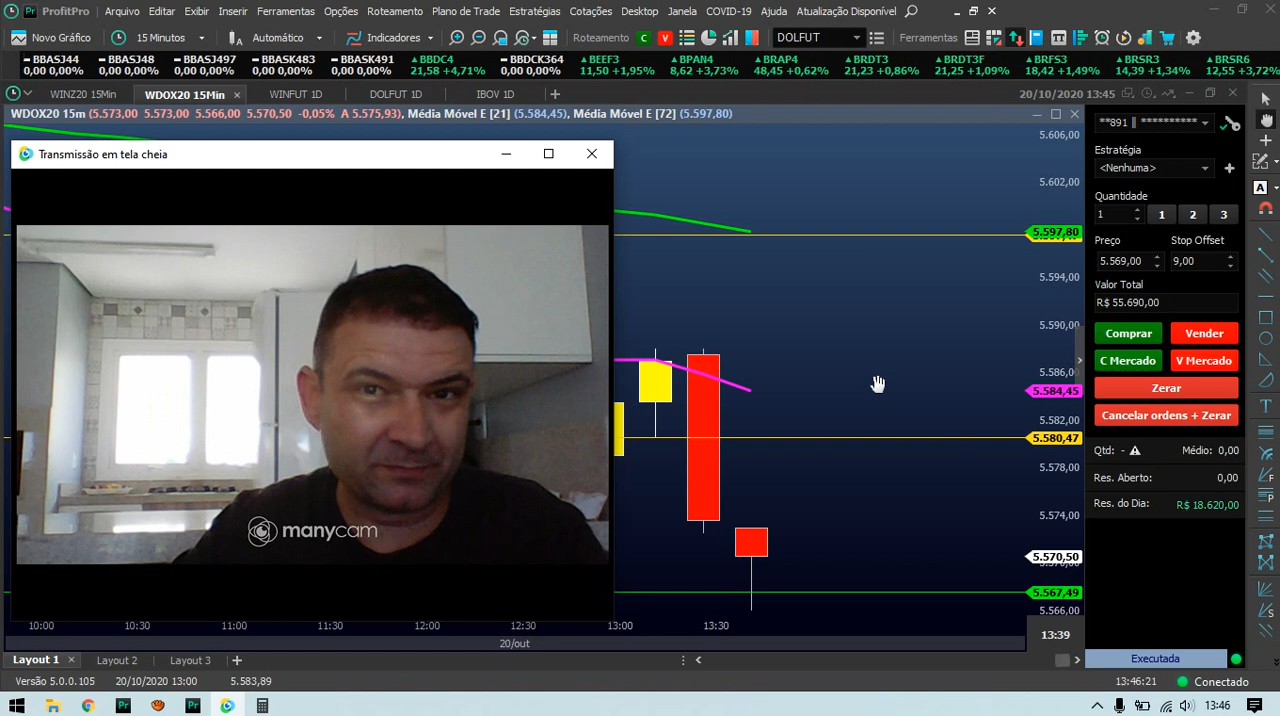 ProfitPro Arquivo Editar Exibir Inserir Ferramentas Opções Roteamento Pono de Trade Estratégias Cotações Desktop Janela COVID-19 Ajuda Atualização Disponível
Novo Gráfico 15 Minutos Automático Indicadores Roteamento C V DOLFUT Ferramentas
BBASJ44 BBASJ48 BBASJ497 BBASK483 BBASK491 BBDC4 BBDCK364 BEEF3 BPAN4 BRAP4 BRDT3 BRDT3F BRFS3 BRSR3 BRSR6
0,00 0,00% 0,00 0,00% 0,00 0,00% 0,00 0,00% 0,00 0,00% 21,58 +4,71% 0,00 0,00% 11,50 +1,95% 8,62 +3,73% 48,45 +0,62% 21,23 +0,86% 21,25 +1,09% 18,42 +1,49% 14,39 +1,34% 12,55 +3,72%
WINZ20 15Min WDOX20 15Min WINFUT 1D DOLFUT 1D IBOV 1D 20/10/2020 13:45
WDOX20 15m (5.573,00 5.573,00 5.566,00 5.570,50 -0,05% A 5.575,93), Média Móvel E [21] (5.584,45), Média Móvel E [72] (5.597,80)
Transmissão em tela cheia
manycam
5.606,00
5.602,00
5.597,80
5.594,00
5.590,00
5.586,00
5.584,45
5.582,00
5.580,47
5.578,00
5.574,00
5.570,50
5.567,49
5.566,00
10:00 10:30 11:00 11:30 12:00 12:30 13:00 13:30
20/out
13:39
**891 || **********
Estratégia
<Nenhuma>
Quantidade
1 1 2 3
Preço Stop Offset
5.569,00 9,00
Valor Total
R$ 55.690,00
Comprar Vender
C Mercado V Mercado
Zerar
Cancelar ordens + Zerar
Qtd: - Médio: 0,00
Res. Aberto: 0,00
Res. do Dia: R$ 18.620,00
Executada
Layout 1 Layout 2 Layout 3
Versão 5.0.0.105 20/10/2020 13:00 5.583,89 13:46:21 Conectado
13:46